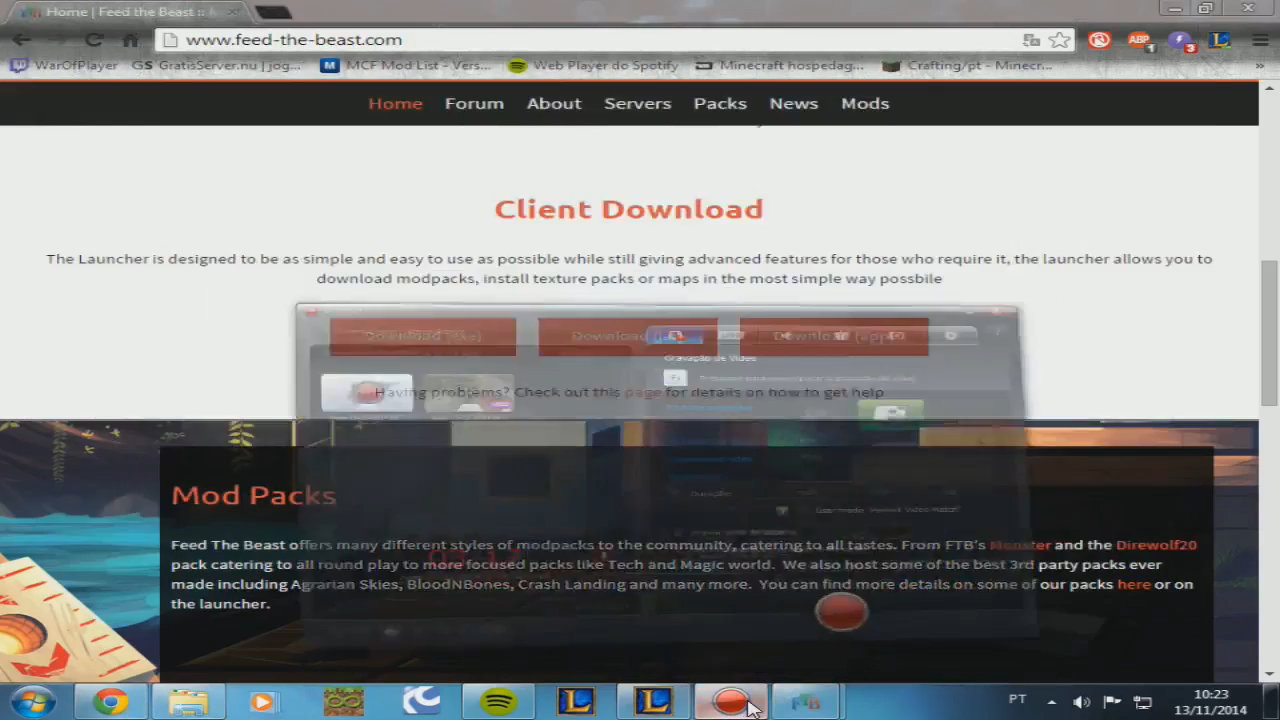 Home | Feed the Beast ::
www.feed-the-beast.com
WarOfPlayer GS GratisServer.nu | jog... M MCF Mod List - Vers... Web Player do Spotify Minecraft hospedag... Crafting/pt - Minecr... »
Home Forum About Servers Packs News Mods
Client Download
The Launcher is designed to be as simple and easy to use as possible while still giving advanced features for those who require it, the launcher allows you to
download modpacks, install texture packs or maps in the most simple way possbile
Download Download
Gravação de Vídeo
Having problems? Check out this page for details on how to get help
Mod Packs
Duração
Feed The Beast offers many different styles of modpacks to the community, catering to all tastes. From FTB's Monster and the Direwolf20
pack catering to all round play to more focused packs like Tech and Magic world. We also host some of the best 3rd party packs ever
made including Agrarian Skies, BloodNBones, Crash Landing and many more. You can find more details on some of our packs here or on
the launcher.
PT 10:23
13/11/2014